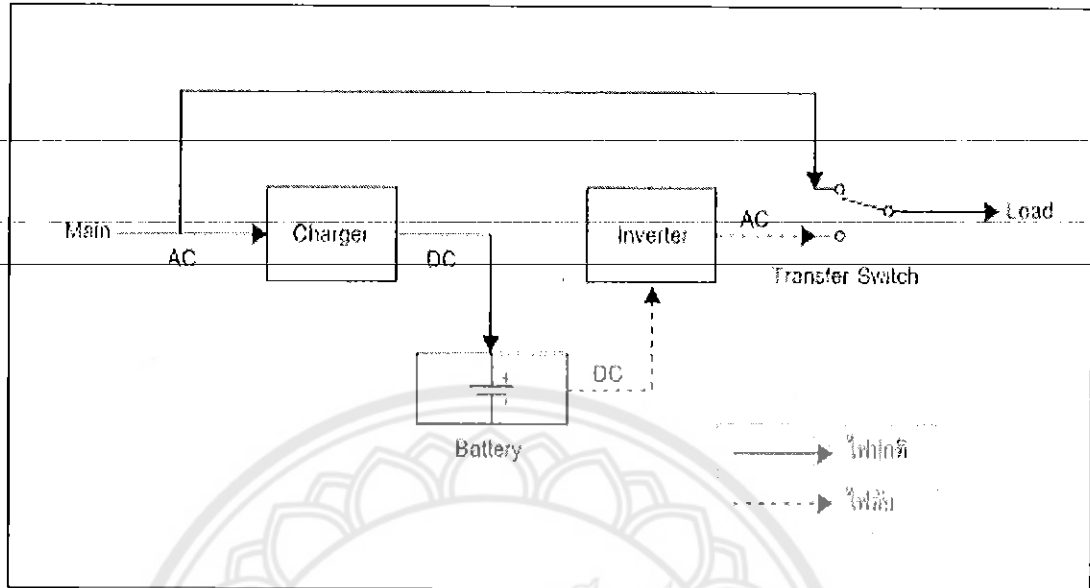 Main
AC
Charger
DC
Inverter
AC
Load
Transfer Switch
+
DC
Battery
ไฟปกติ
ไฟดับ